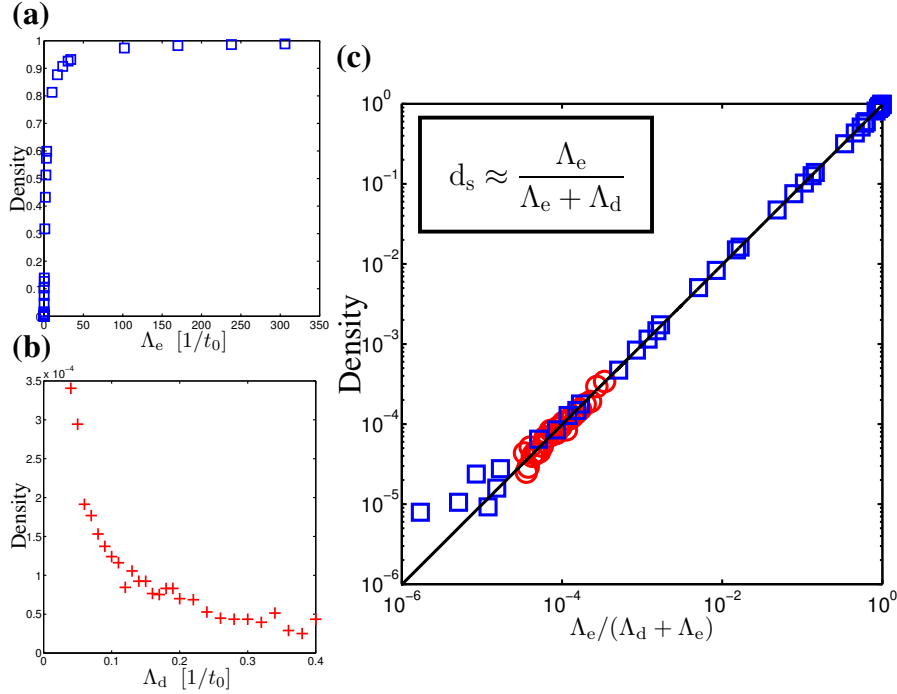 (a)
1
0.9
0.8
0.7
0.6
0.5
0.4
0.3
0.2
0.1
0
Density
0 50 100 150 200 250 300 350
Λe [1/t0]
(b)
3.5 x 10^−4
3
2.5
2
1.5
1
0.5
0
Density
0 0.1 0.2 0.3 0.4
Λd [1/t0]
(c)
10^0
10^−1
10^−2
10^−3
10^−4
10^−5
10^−6
Density
ds ≈ Λe / (Λe + Λd)
10^−6 10^−4 10^−2 10^0
Λe/(Λd + Λe)